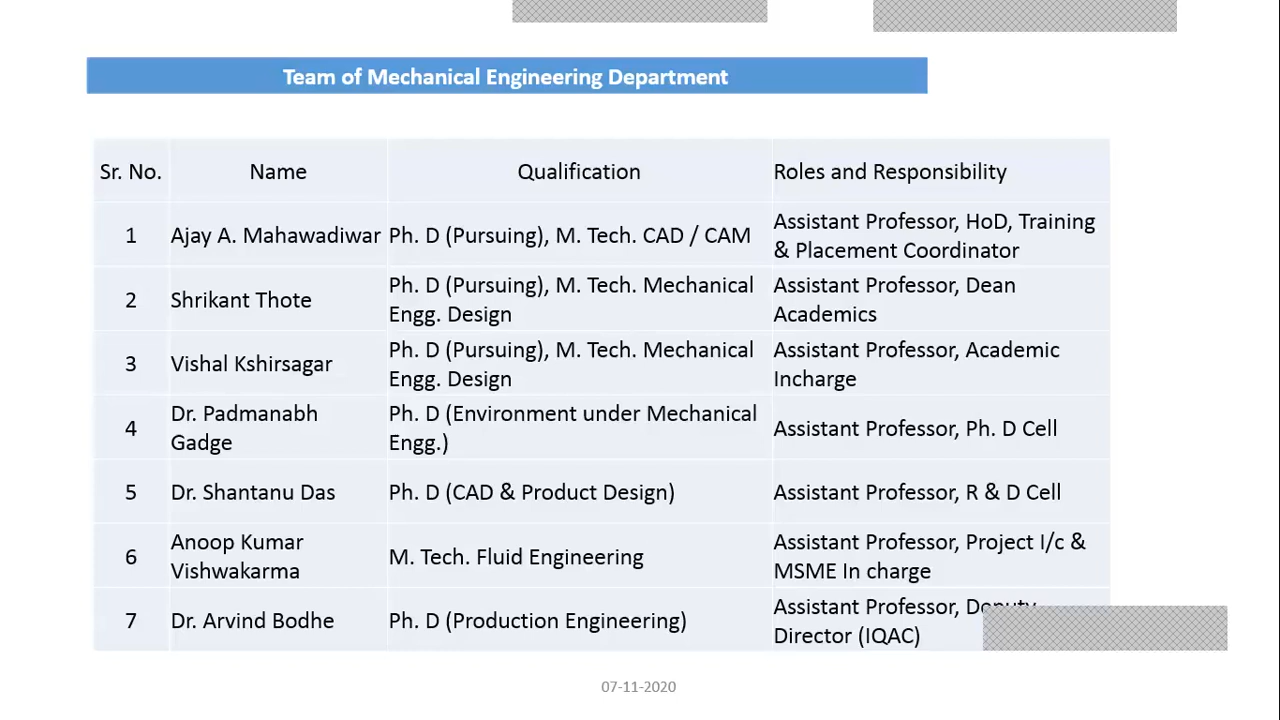 Team of Mechanical Engineering Department
Sr. No. Name Qualification Roles and Responsibility
1 Ajay A. Mahawadiwar Ph. D (Pursuing), M. Tech. CAD / CAM Assistant Professor, HoD, Training
& Placement Coordinator
2 Shrikant Thote Ph. D (Pursuing), M. Tech. Mechanical
Engg. Design Assistant Professor, Dean
Academics
3 Vishal Kshirsagar Ph. D (Pursuing), M. Tech. Mechanical
Engg. Design Assistant Professor, Academic
Incharge
4 Dr. Padmanabh
Gadge Ph. D (Environment under Mechanical
Engg.) Assistant Professor, Ph. D Cell
5 Dr. Shantanu Das Ph. D (CAD & Product Design) Assistant Professor, R & D Cell
6 Anoop Kumar
Vishwakarma M. Tech. Fluid Engineering Assistant Professor, Project I/c &
MSME In charge
7 Dr. Arvind Bodhe Ph. D (Production Engineering) Assistant Professor, Deputy
Director (IQAC)
07-11-2020